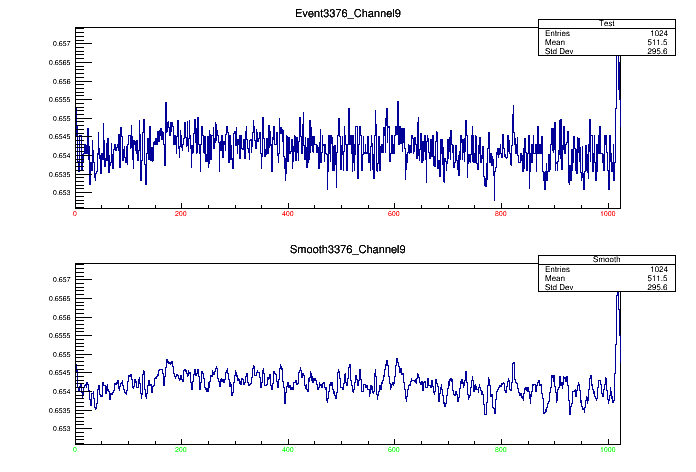 Event3376_Channel9
Test
Entries 1024
Mean 511.5
Std Dev 295.6
0.657
0.6565
0.656
0.6555
0.655
0.6545
0.654
0.6535
0.653
0 200 400 600 800 1000
Smooth3376_Channel9
Smooth
Entries 1024
Mean 511.5
Std Dev 295.6
0.657
0.6565
0.656
0.6555
0.655
0.6545
0.654
0.6535
0.653
0 200 400 600 800 1000